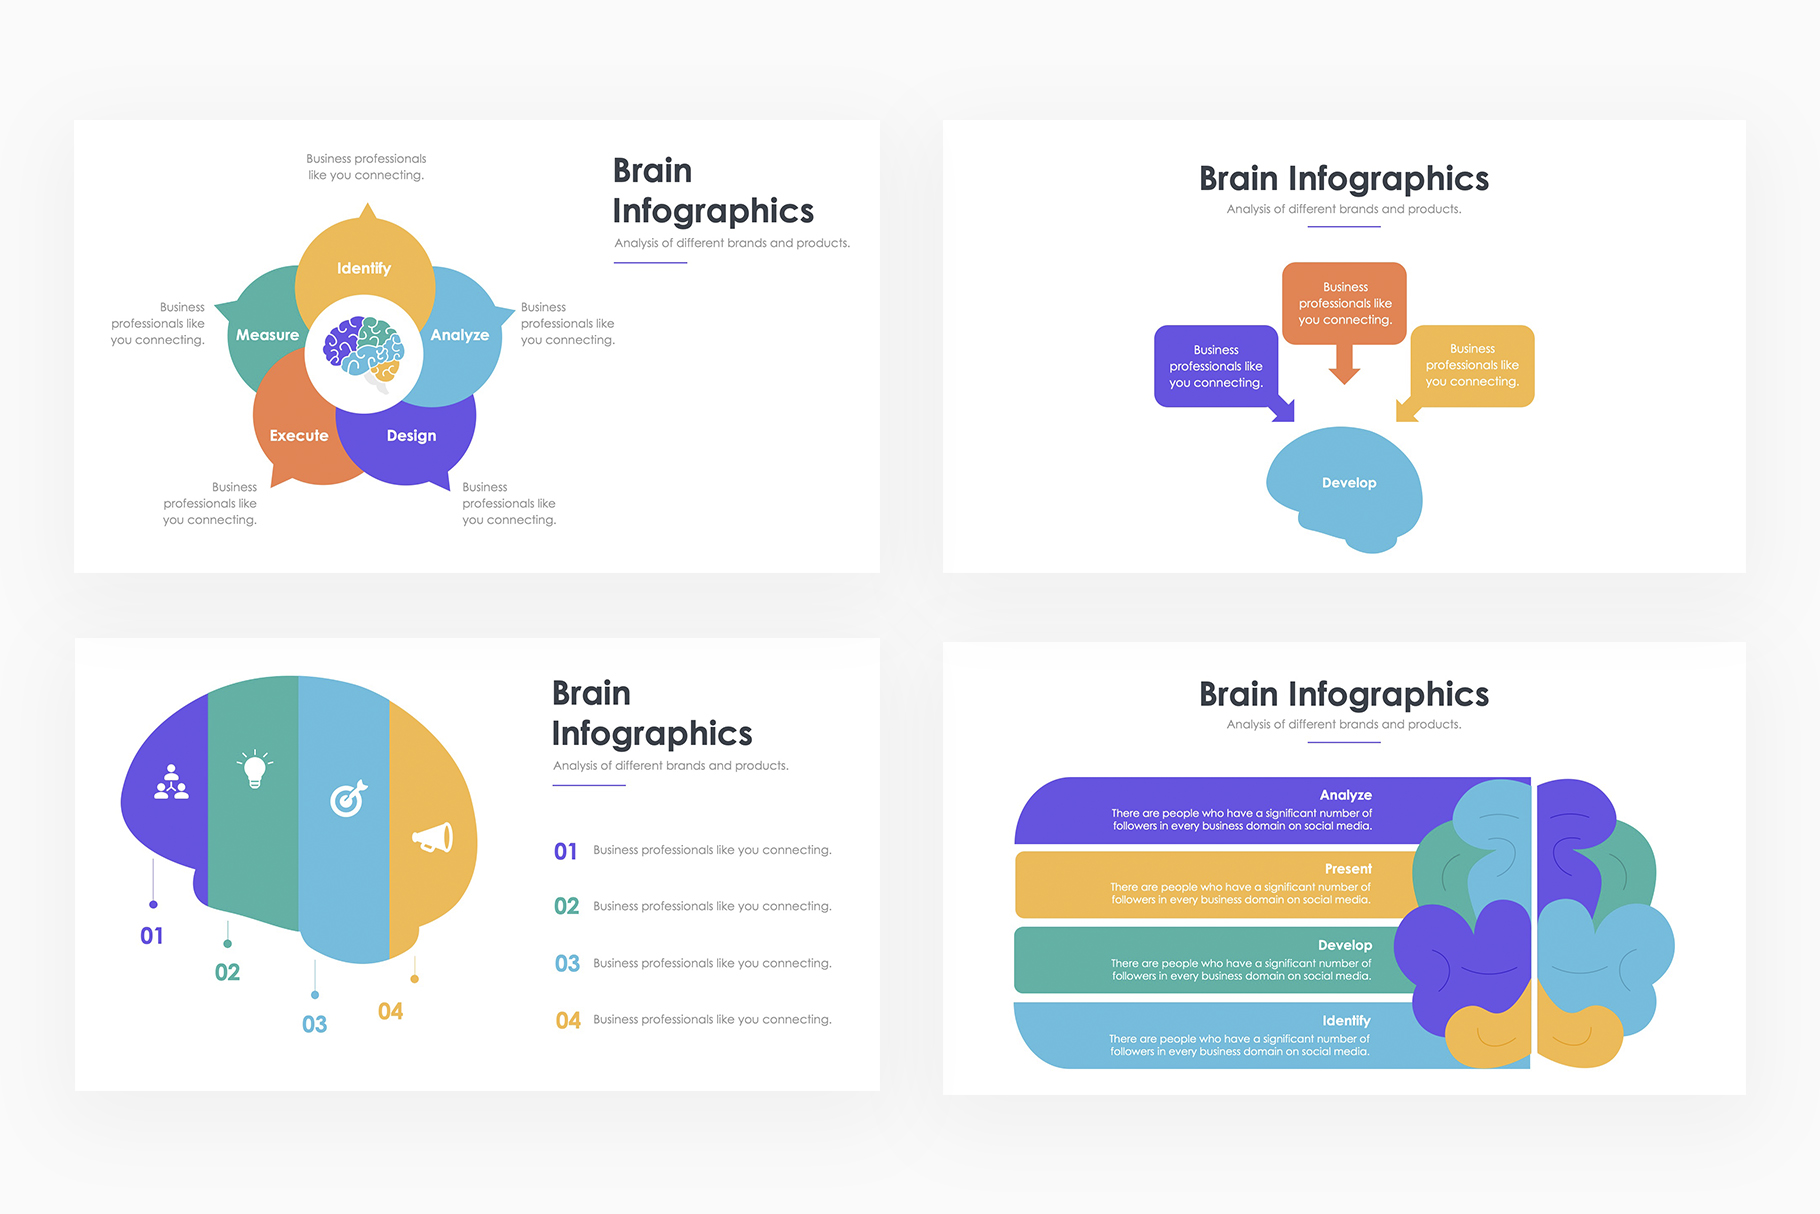 Business professionals
like you connecting.
Brain
Infographics
Analysis of different brands and products.
Identify
Measure
Analyze
Execute
Design
Business
professionals like
you connecting.
Business
professionals like
you connecting.
Business
professionals like
you connecting.
Business
professionals like
you connecting.
Brain Infographics
Analysis of different brands and products.
Business
professionals like
you connecting.
Business
professionals like
you connecting.
Business
professionals like
you connecting.
Develop
01
02
03
04
Brain
Infographics
Analysis of different brands and products.
01 Business professionals like you connecting.
02 Business professionals like you connecting.
03 Business professionals like you connecting.
04 Business professionals like you connecting.
Brain Infographics
Analysis of different brands and products.
Analyze
There are people who have a significant number of
followers in every business domain on social media.
Present
There are people who have a significant number of
followers in every business domain on social media.
Develop
There are people who have a significant number of
followers in every business domain on social media.
Identify
There are people who have a significant number of
followers in every business domain on social media.